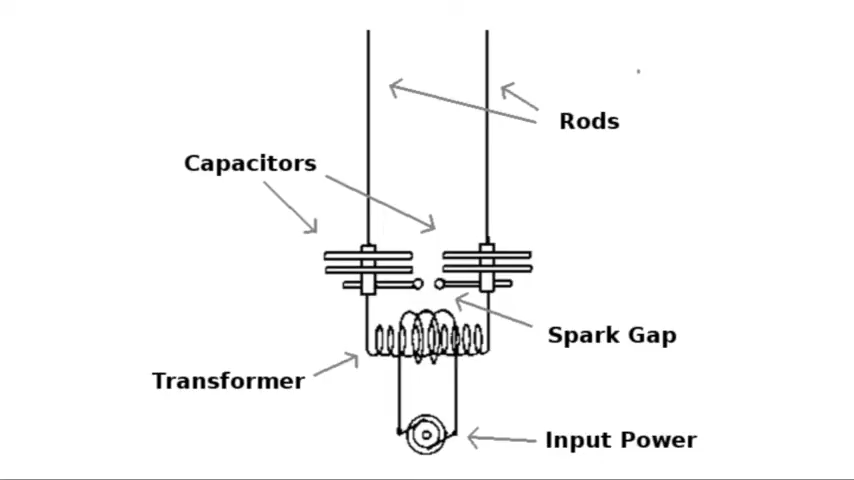 Rods
Capacitors
Spark Gap
Transformer
Input Power